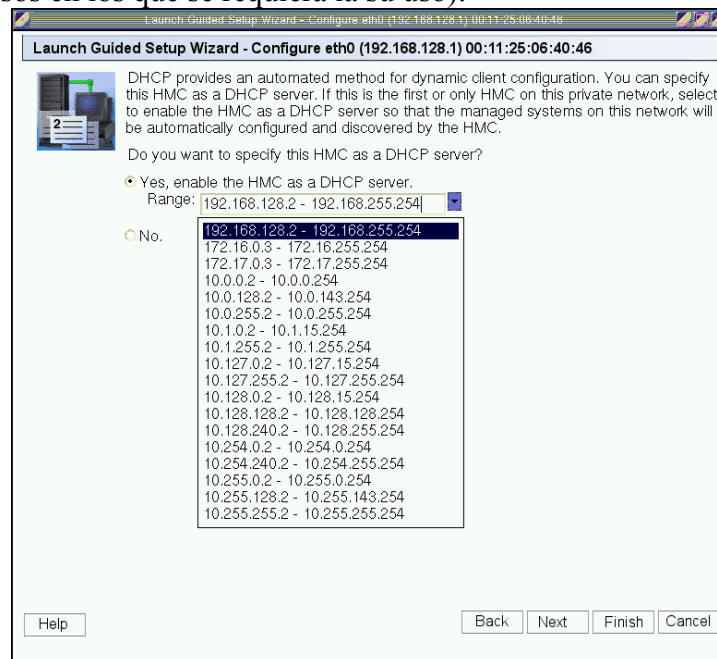 sos en los que se requiera la su uso).
Launch Guided Setup Wizard - Configure eth0 (192.168.128.1) 00:11:25:06:40:46
Launch Guided Setup Wizard - Configure eth0 (192.168.128.1) 00:11:25:06:40:46
DHCP provides an automated method for dynamic client configuration. You can specify
this HMC as a DHCP server. If this is the first or only HMC on this private network, select
to enable the HMC as a DHCP server so that the managed systems on this network will
be automatically configured and discovered by the HMC.
2
Do you want to specify this HMC as a DHCP server?
Yes, enable the HMC as a DHCP server.
Range: 192.168.128.2 - 192.168.255.254
No.
192.168.128.2 - 192.168.255.254
172.16.0.3 - 172.16.255.254
172.17.0.3 - 172.17.255.254
10.0.0.2 - 10.0.0.254
10.0.128.2 - 10.0.143.254
10.0.255.2 - 10.0.255.254
10.1.0.2 - 10.1.15.254
10.1.255.2 - 10.1.255.254
10.127.0.2 - 10.127.15.254
10.127.255.2 - 10.127.255.254
10.128.0.2 - 10.128.15.254
10.128.128.2 - 10.128.128.254
10.128.240.2 - 10.128.255.254
10.254.0.2 - 10.254.0.254
10.254.240.2 - 10.254.255.254
10.255.0.2 - 10.255.0.254
10.255.128.2 - 10.255.143.254
10.255.255.2 - 10.255.255.254
Help
Back Next Finish Cancel